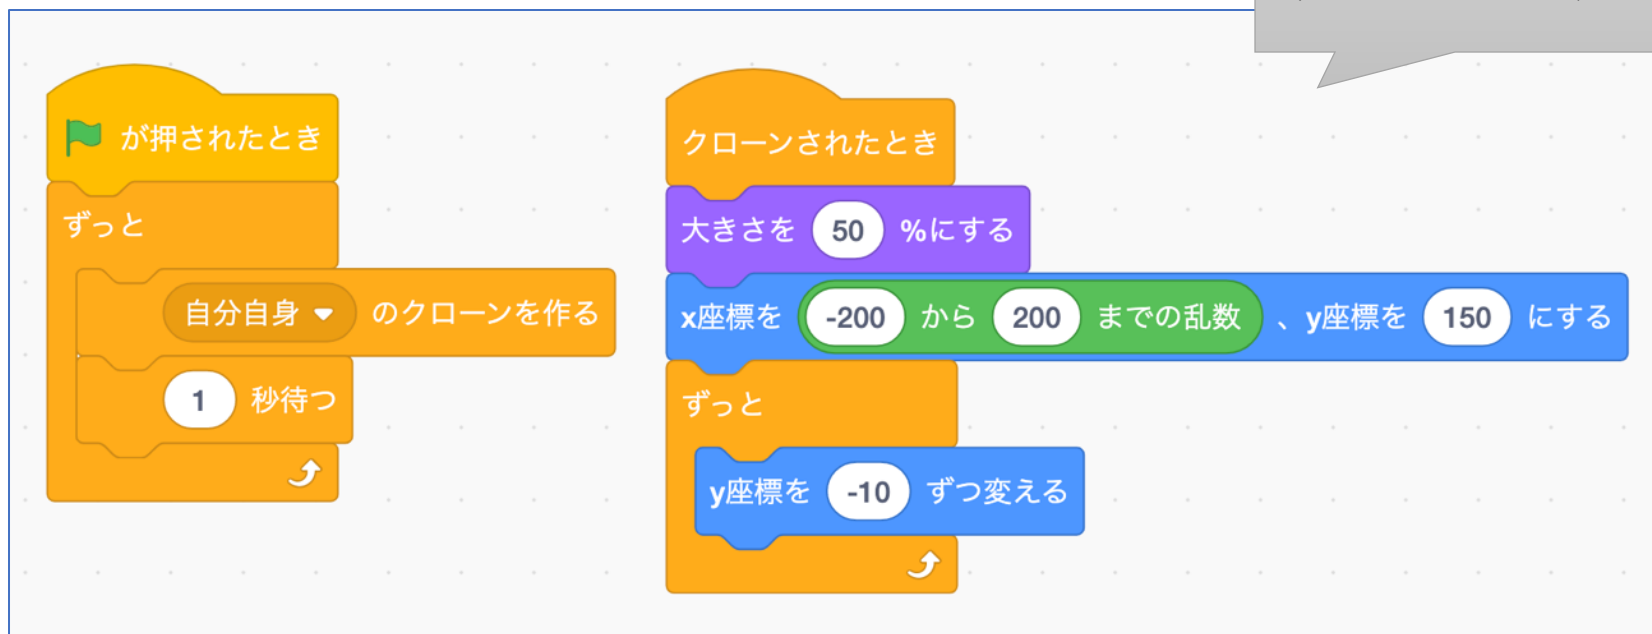 が押されたとき
ずっと
自分自身 のクローンを作る
1 秒待つ
クローンされたとき
大きさを 50 %にする
x座標を -200 から 200 までの乱数 、y座標を 150 にする
ずっと
y座標を -10 ずつ変える